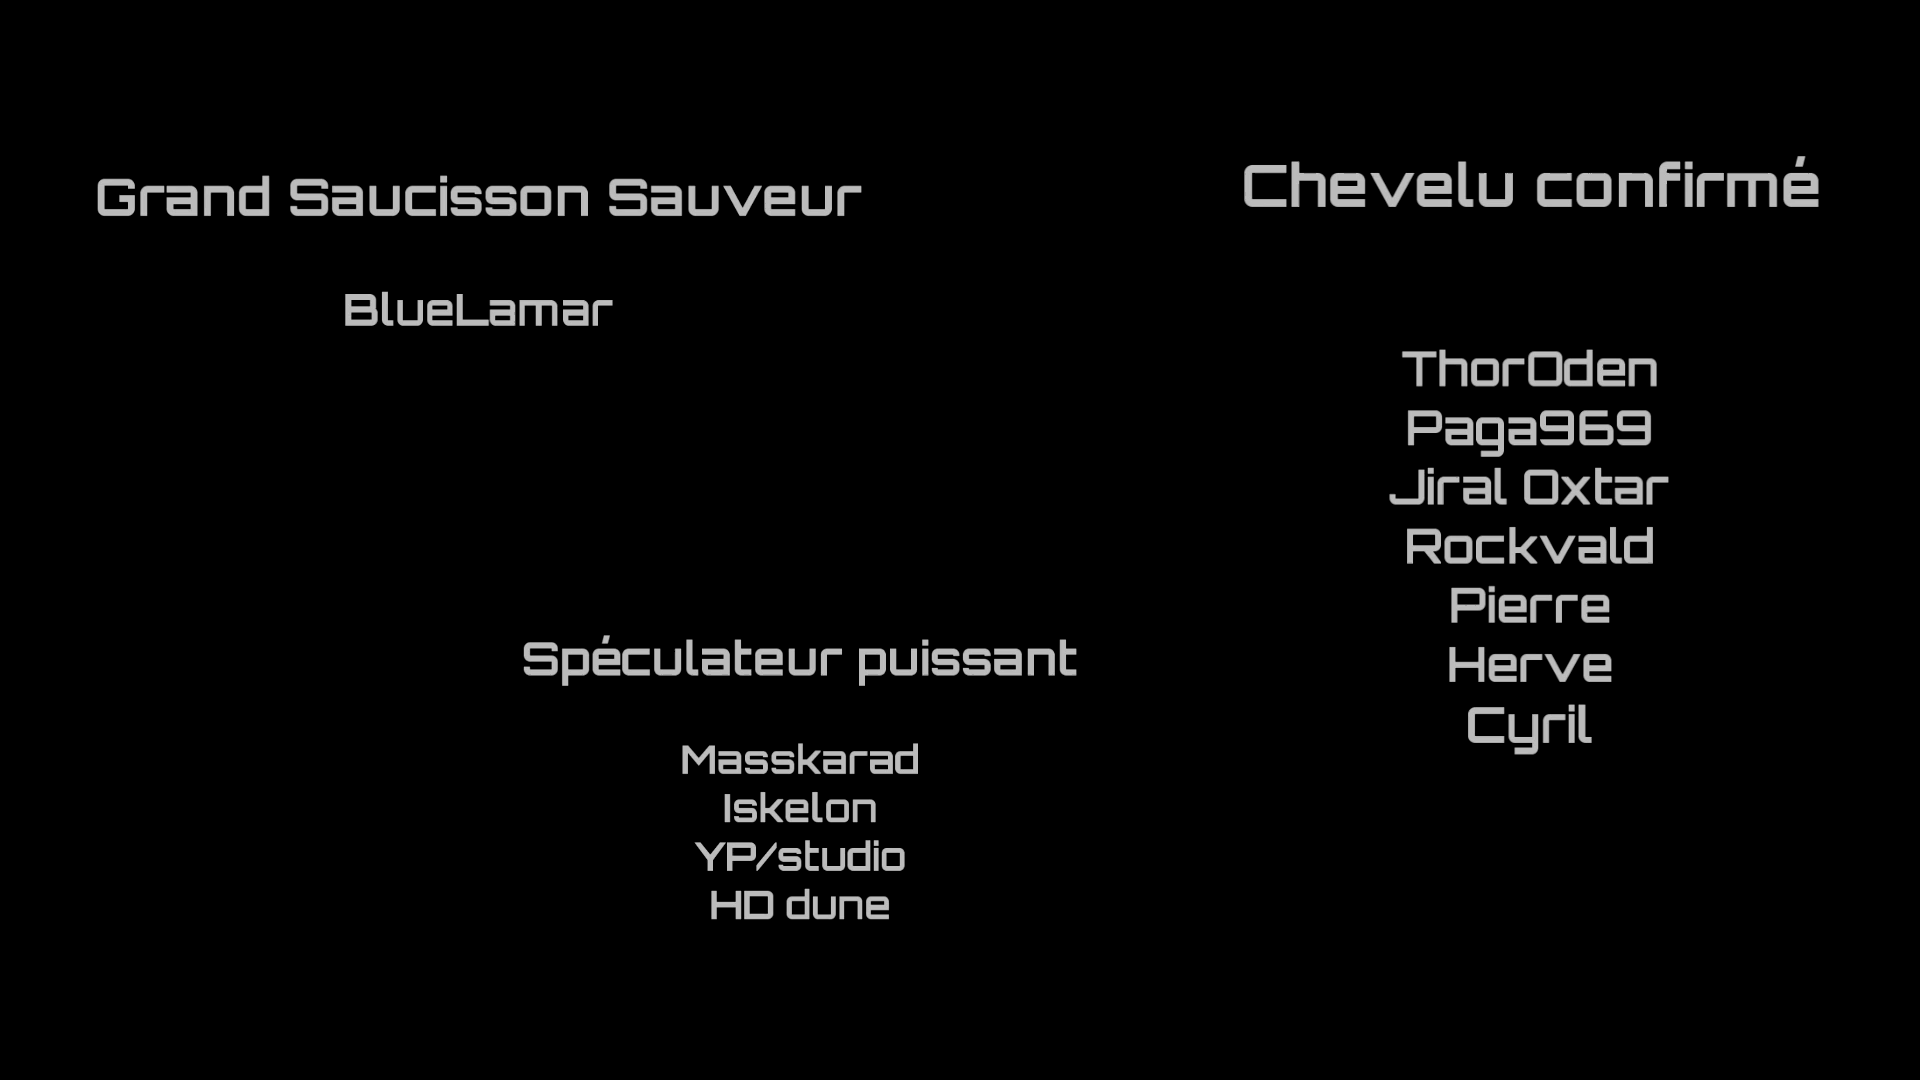 Grand Saucisson Sauveur
BlueLamar
Chevelu confirmé
ThorOden
Paga969
Jiral Oxtar
Rockvald
Pierre
Herve
Cyril
Spéculateur puissant
Masskarad
Iskelon
YP/studio
HD dune